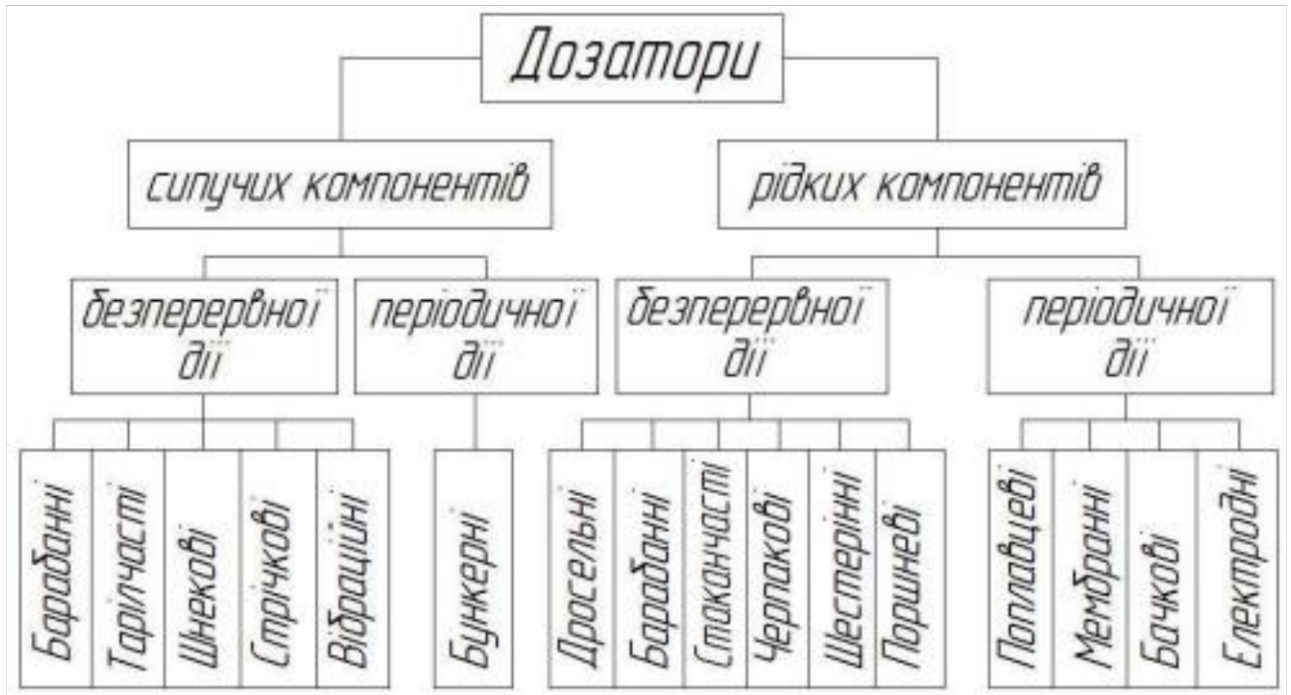 Дозатори
сипучих компонентів
рідких компонентів
безперервної
дії
періодичної
дії
безперервної
дії
періодичної
дії
Барабанні
Тарілчасті
Шнекові
Стрічкові
Вібраційні
Бункерні
Дросельні
Барабанні
Стаканчасті
Черпакові
Шестерінні
Поршневі
Поплавцеві
Мембранні
Бачкові
Електродні